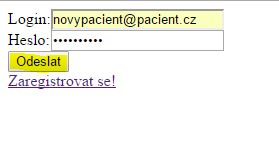 Login: novypacient@pacient.cz
Heslo: ••••••••••
Odeslat
Zaregistrovat se!